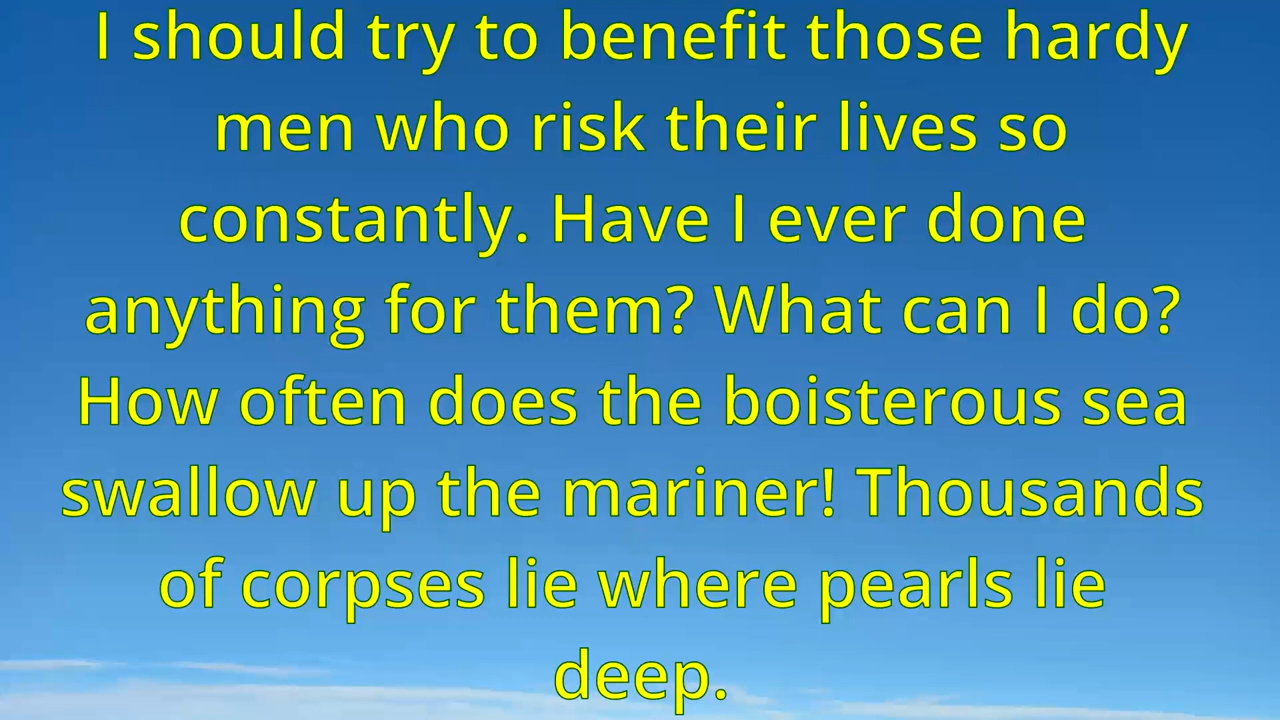 I should try to benefit those hardy
men who risk their lives so
constantly. Have I ever done
anything for them? What can I do?
How often does the boisterous sea
swallow up the mariner! Thousands
of corpses lie where pearls lie
deep.